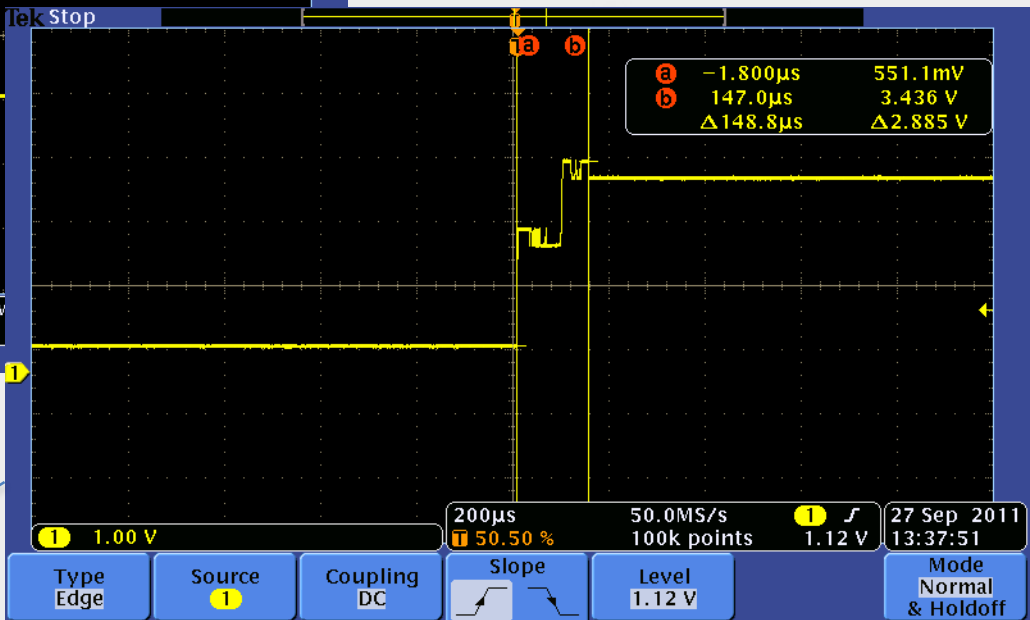 Tek Stop
T
T a b
a −1.800µs 551.1mV
b 147.0µs 3.436 V
Δ148.8µs Δ2.885 V
1
1 1.00 V
200µs 50.0MS/s 1 27 Sep 2011
T 50.50 % 100k points 1.12 V 13:37:51
Type
Edge
Source
1
Coupling
DC
Slope
Level
1.12 V
Mode
Normal
& Holdoff